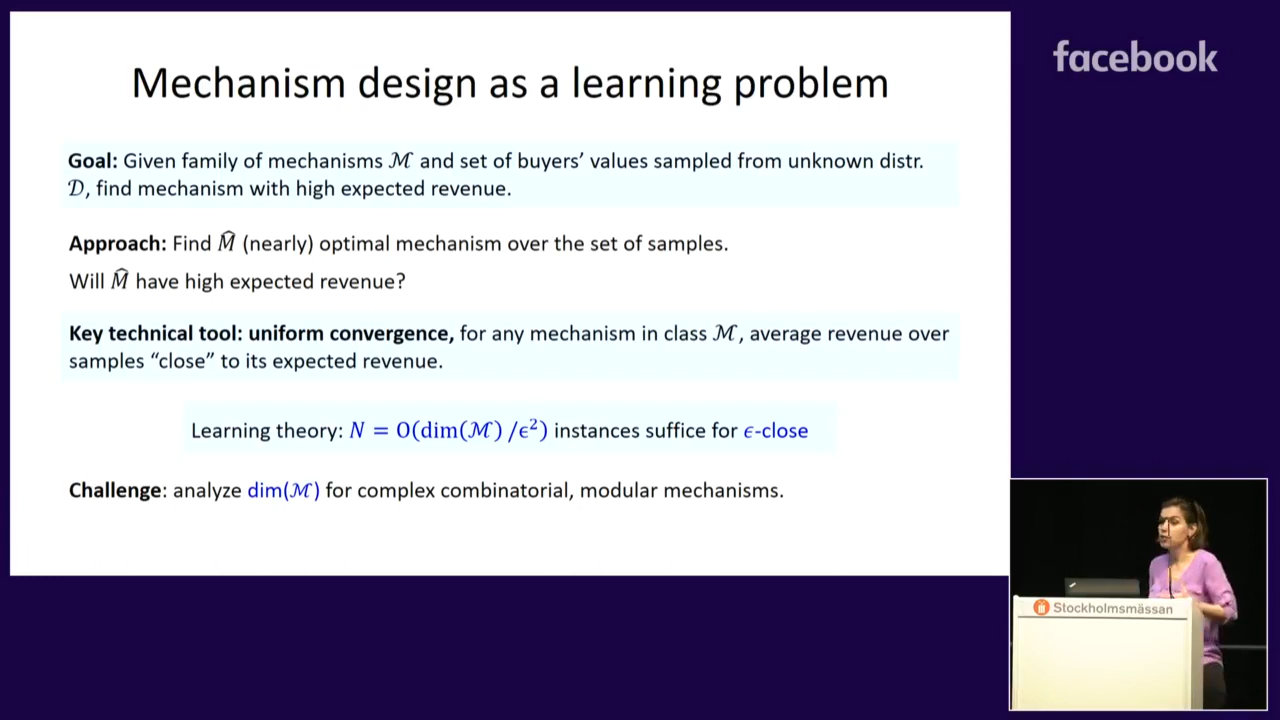 Mechanism design as a learning problem
facebook
Goal: Given family of mechanisms ℳ and set of buyers’ values sampled from unknown distr.
𝒟, find mechanism with high expected revenue.
Approach: Find M̂ (nearly) optimal mechanism over the set of samples.
Will M̂ have high expected revenue?
Key technical tool: uniform convergence, for any mechanism in class ℳ, average revenue over
samples “close” to its expected revenue.
Learning theory: N = O(dim(ℳ) /ϵ²) instances suffice for ϵ-close
Challenge: analyze dim(ℳ) for complex combinatorial, modular mechanisms.
Stockholmsmässan